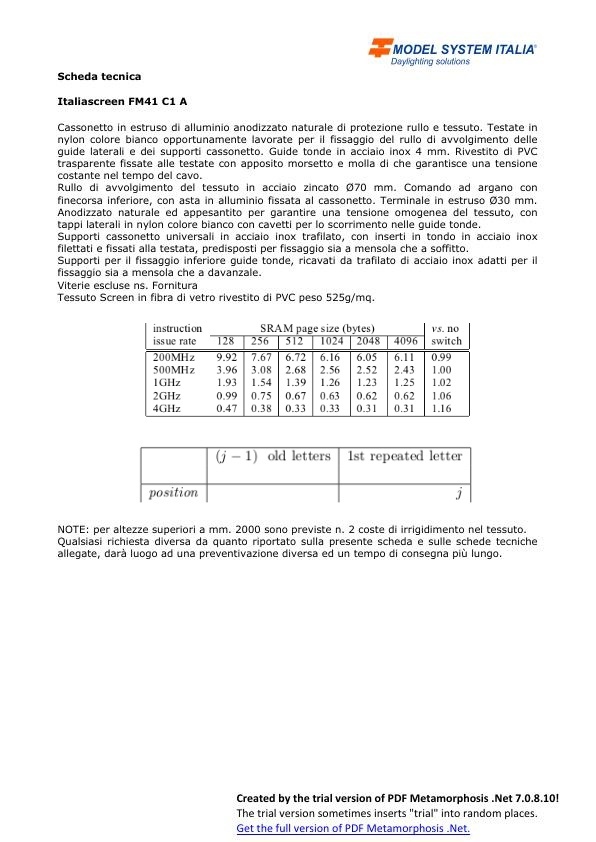 MODEL SYSTEM ITALIA®
Daylighting solutions
Scheda tecnica
Italiascreen FM41 C1 A
Cassonetto in estruso di alluminio anodizzato naturale di protezione rullo e tessuto. Testate in
nylon colore bianco opportunamente lavorate per il fissaggio del rullo di avvolgimento delle
guide laterali e dei supporti cassonetto. Guide tonde in acciaio inox 4 mm. Rivestito di PVC
trasparente fissate alle testate con apposito morsetto e molla di che garantisce una tensione
costante nel tempo del cavo.
Rullo di avvolgimento del tessuto in acciaio zincato Ø70 mm. Comando ad argano con
finecorsa inferiore, con asta in alluminio fissata al cassonetto. Terminale in estruso Ø30 mm.
Anodizzato naturale ed appesantito per garantire una tensione omogenea del tessuto, con
tappi laterali in nylon colore bianco con cavetti per lo scorrimento nelle guide tonde.
Supporti cassonetto universali in acciaio inox trafilato, con inserti in tondo in acciaio inox
filettati e fissati alla testata, predisposti per fissaggio sia a mensola che a soffitto.
Supporti per il fissaggio inferiore guide tonde, ricavati da trafilato di acciaio inox adatti per il
fissaggio sia a mensola che a davanzale.
Viterie escluse ns. Fornitura
Tessuto Screen in fibra di vetro rivestito di PVC peso 525g/mq.
instruction SRAM page size (bytes) vs. no
issue rate 128 256 512 1024 2048 4096 switch
200MHz 9.92 7.67 6.72 6.16 6.05 6.11 0.99
500MHz 3.96 3.08 2.68 2.56 2.52 2.43 1.00
1GHz 1.93 1.54 1.39 1.26 1.23 1.25 1.02
2GHz 0.99 0.75 0.67 0.63 0.62 0.62 1.06
4GHz 0.47 0.38 0.33 0.33 0.31 0.31 1.16
(j − 1) old letters 1st repeated letter
position j
NOTE: per altezze superiori a mm. 2000 sono previste n. 2 coste di irrigidimento nel tessuto.
Qualsiasi richiesta diversa da quanto riportato sulla presente scheda e sulle schede tecniche
allegate, darà luogo ad una preventivazione diversa ed un tempo di consegna più lungo.
Created by the trial version of PDF Metamorphosis .Net 7.0.8.10!
The trial version sometimes inserts "trial" into random places.
Get the full version of PDF Metamorphosis .Net.